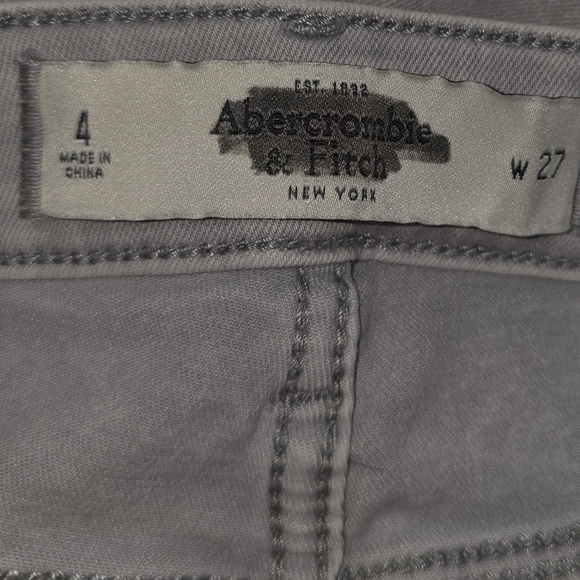 EST. 1892
Abercrombie
& Fitch
NEW YORK
4
MADE IN
CHINA
W 27